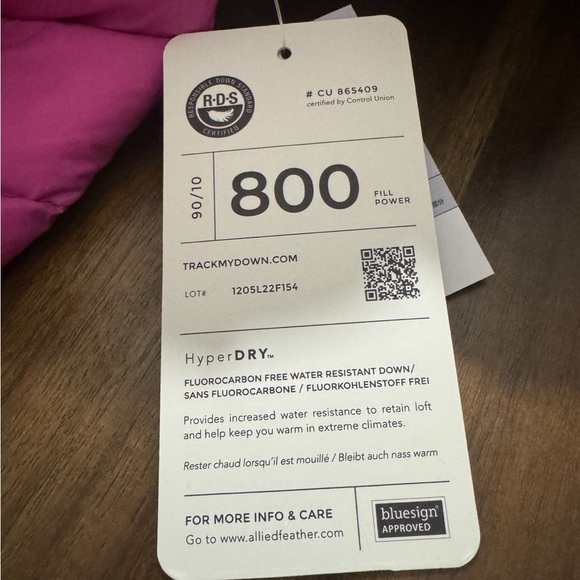 RESPONSIBLE DOWN STANDARD
R·D·S
CERTIFIED
# CU 865409
certified by Control Union
90/10
800
FILL
POWER
TRACKMYDOWN.COM
LOT# 1205L22F154
HyperDRY™
FLUOROCARBON FREE WATER RESISTANT DOWN/
SANS FLUOROCARBONE / FLUORKOHLENSTOFF FREI
Provides increased water resistance to retain loft
and help keep you warm in extreme climates.
Rester chaud lorsqu'il est mouillé / Bleibt auch nass warm
FOR MORE INFO & CARE
Go to www.alliedfeather.com
bluesign®
APPROVED